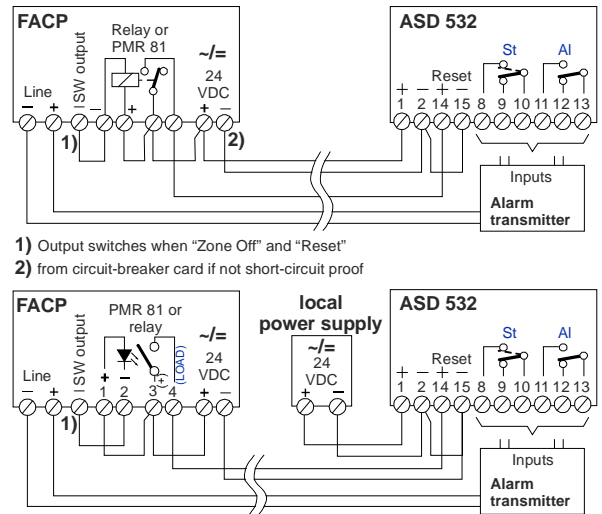 FACP
Relay or
PMR 81
~/=
24
VDC
Line
SW output
− + − + + −
1) 2)
ASD 532
St Al
Reset
+ − + −
1 2 14 15 8 9 10 11 12 13
Inputs
Alarm
transmitter
1) Output switches when “Zone Off” and “Reset”
2) from circuit-breaker card if not short-circuit proof
FACP
PMR 81 or
relay
~/=
24
VDC
Line
SW output
+ −
(+)
(LOAD)
− + 1 2 3 4 + −
1)
local
power supply
~/=
24
VDC
+ −
ASD 532
St Al
Reset
+ − + −
1 2 14 15 8 9 10 11 12 13
Inputs
Alarm
transmitter